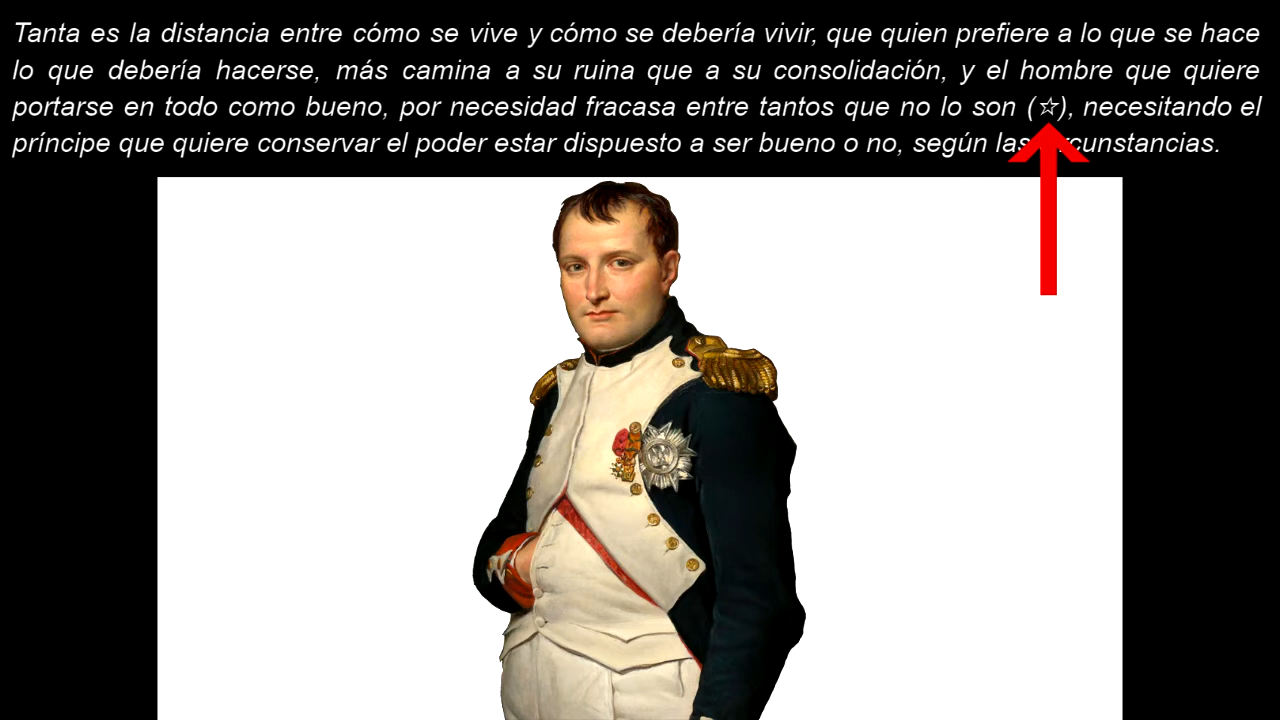 Tanta es la distancia entre cómo se vive y cómo se debería vivir, que quien prefiere a lo que se hace
lo que debería hacerse, más camina a su ruina que a su consolidación, y el hombre que quiere
portarse en todo como bueno, por necesidad fracasa entre tantos que no lo son (☆), necesitando el
príncipe que quiere conservar el poder estar dispuesto a ser bueno o no, según las circunstancias.